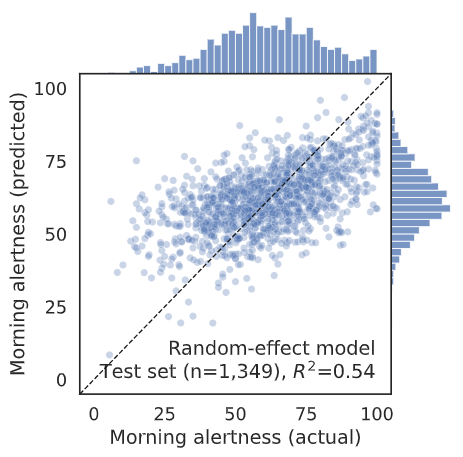 100
75
50
25
0
Morning alertness (predicted)
Random-effect model
Test set (n=1,349), R²=0.54
0 25 50 75 100
Morning alertness (actual)